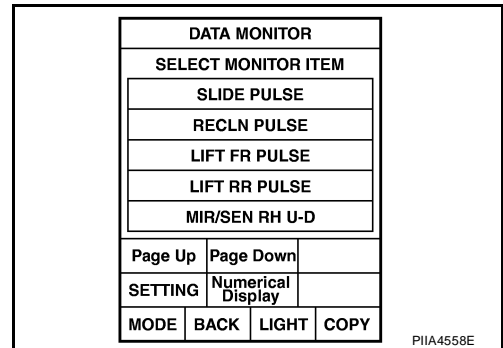 DATA MONITOR
SELECT MONITOR ITEM
SLIDE PULSE
RECLN PULSE
LIFT FR PULSE
LIFT RR PULSE
MIR/SEN RH U-D
Page Up Page Down
SETTING Numerical Display
MODE BACK LIGHT COPY
PIIA4558E